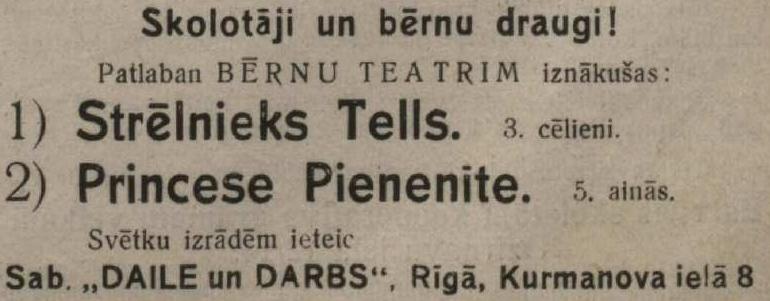 Skolotāji un bērnu draugi!
Patlaban BĒRNU TEATRIM iznākušas:
1) Strēlnieks Tells. 3. cēlieni.
2) Princese Pienenīte. 5. ainās.
Svētku izrādēm ieteic
Sab. „DAILE un DARBS“, Rīgā, Kurmanova ielā 8